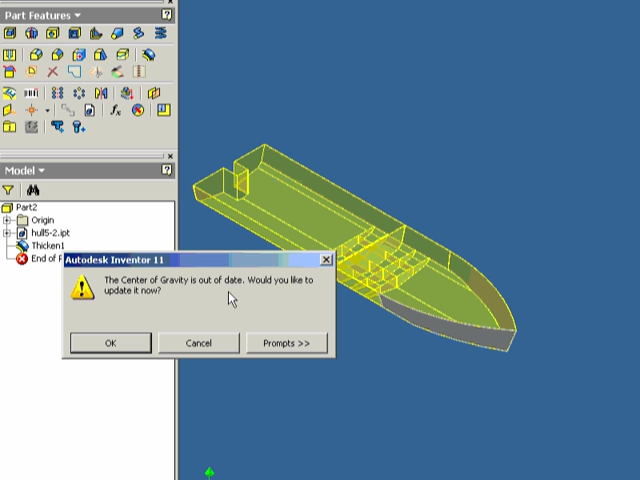 Part Features
fx
Model
Part2
Origin
hull5-2.ipt
Thicken1
End of P
Autodesk Inventor 11
The Center of Gravity is out of date. Would you like to
update it now?
OK
Cancel
Prompts >>